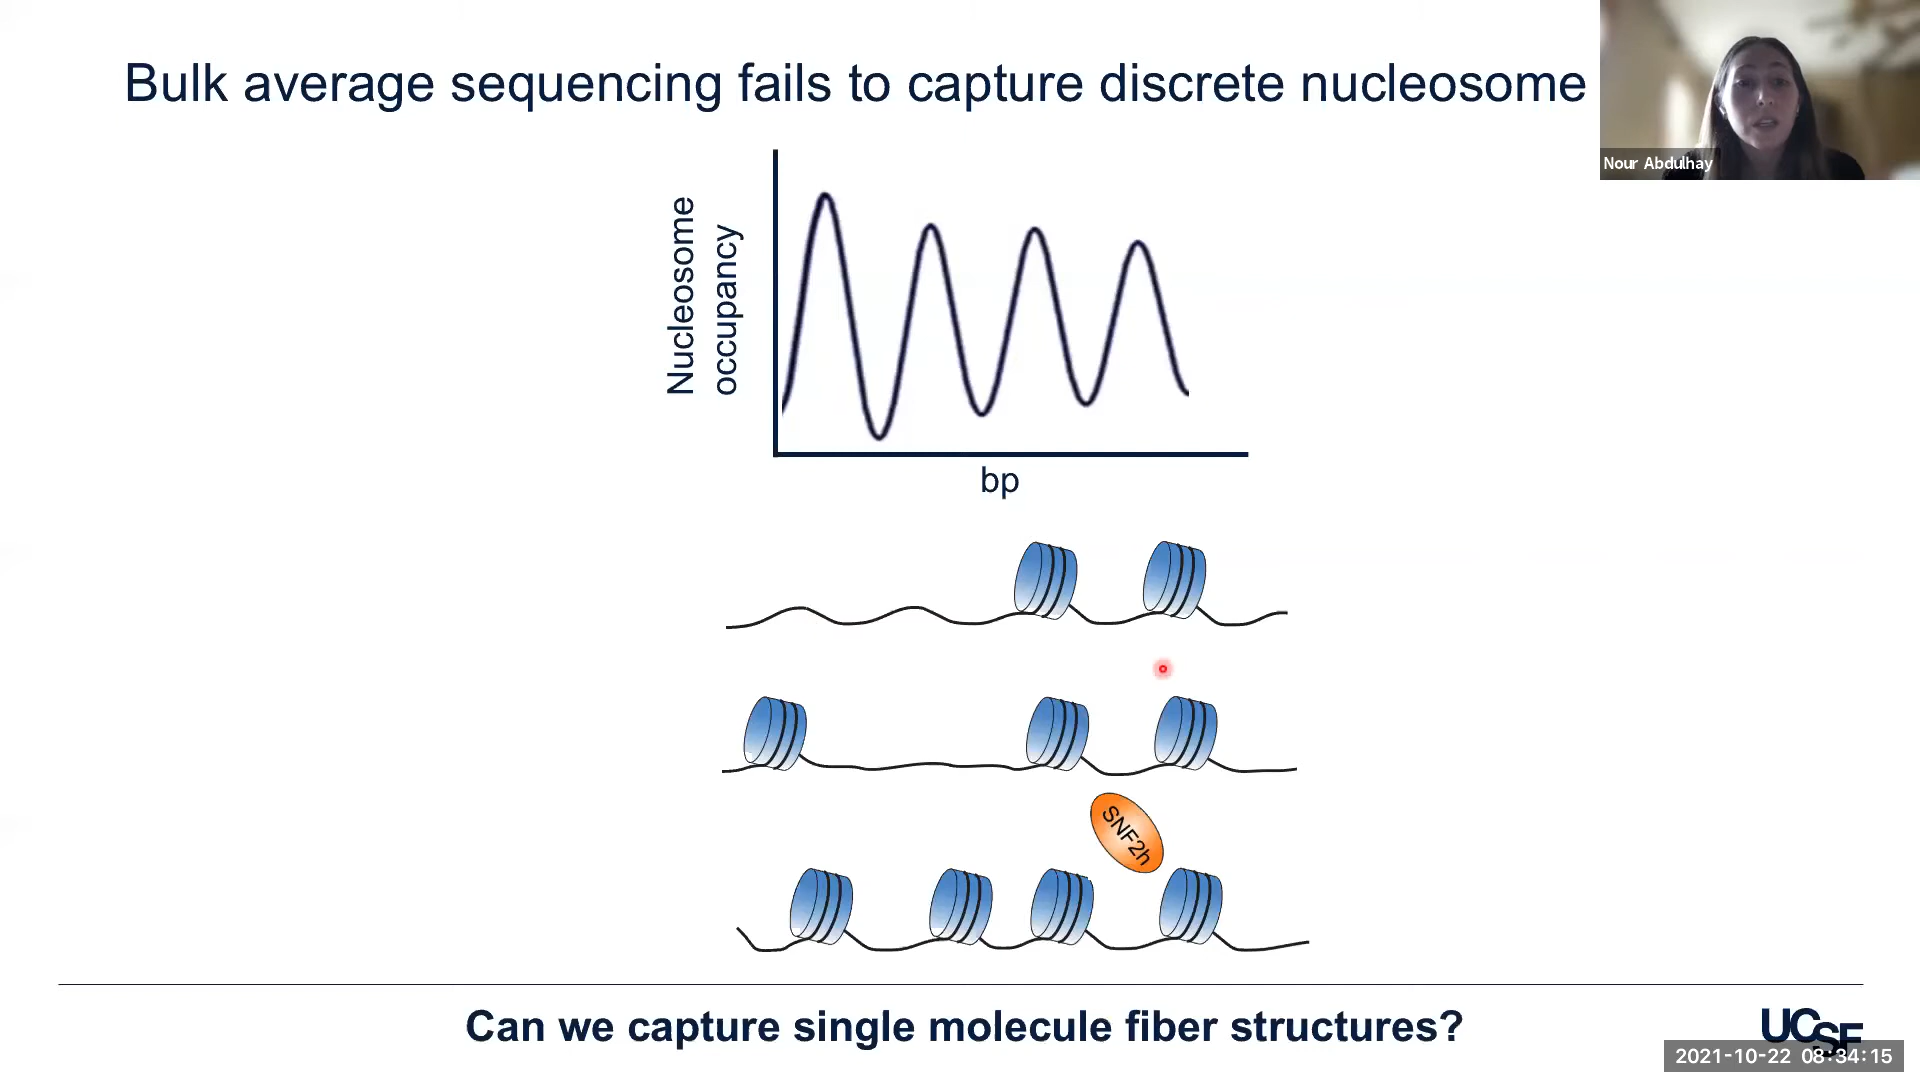 Bulk average sequencing fails to capture discrete nucleosome
Nour Abdulhay
Nucleosome
occupancy
bp
SNF2h
Can we capture single molecule fiber structures?
UCSF
2021-10-22 08:34:15